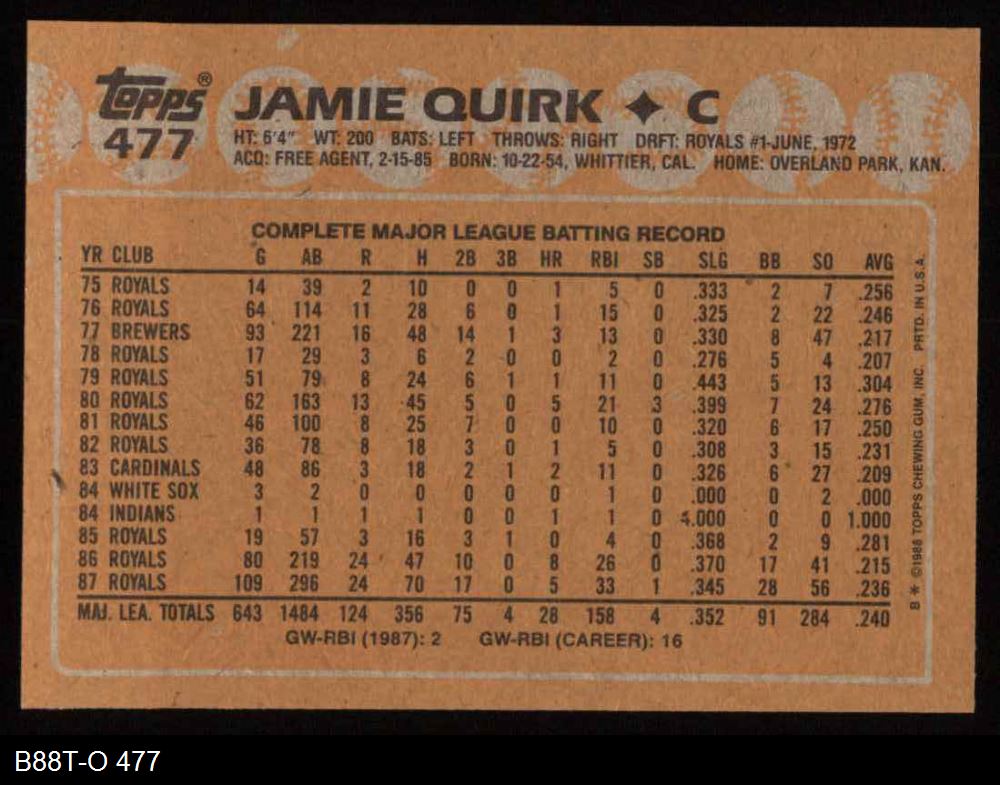 Topps® JAMIE QUIRK ✦ C
477 HT: 6'4" WT: 200 BATS: LEFT THROWS: RIGHT DRFT: ROYALS #1-JUNE, 1972
ACQ: FREE AGENT, 2-15-85 BORN: 10-22-54, WHITTIER, CAL. HOME: OVERLAND PARK, KAN.
COMPLETE MAJOR LEAGUE BATTING RECORD
YR CLUB G AB R H 2B 3B HR RBI SB SLG BB SO AVG
75 ROYALS 14 39 2 10 0 0 1 5 0 .333 2 7 .256
76 ROYALS 64 114 11 28 6 0 1 15 0 .325 2 22 .246
77 BREWERS 93 221 16 48 14 1 3 13 0 .330 8 47 .217
78 ROYALS 17 29 3 6 2 0 0 2 0 .276 5 4 .207
79 ROYALS 51 79 8 24 6 1 1 11 0 .443 5 13 .304
80 ROYALS 62 163 13 45 5 0 5 21 3 .399 7 24 .276
81 ROYALS 46 100 8 25 7 0 0 10 0 .320 6 17 .250
82 ROYALS 36 78 8 18 3 0 1 5 0 .308 3 15 .231
83 CARDINALS 48 86 3 18 2 1 2 11 0 .326 6 27 .209
84 WHITE SOX 3 2 0 0 0 0 0 1 0 .000 0 2 .000
84 INDIANS 1 1 1 1 0 0 1 1 0 4.000 0 0 1.000
85 ROYALS 19 57 3 16 3 1 0 4 0 .368 2 9 .281
86 ROYALS 80 219 24 47 10 0 8 26 0 .370 17 41 .215
87 ROYALS 109 296 24 70 17 0 5 33 1 .345 28 56 .236
MAJ. LEA. TOTALS 643 1484 124 356 75 4 28 158 4 .352 91 284 .240
GW-RBI (1987): 2 GW-RBI (CAREER): 16
B * ©1988 TOPPS CHEWING GUM, INC. PRTD. IN U.S.A.
B88T-O 477